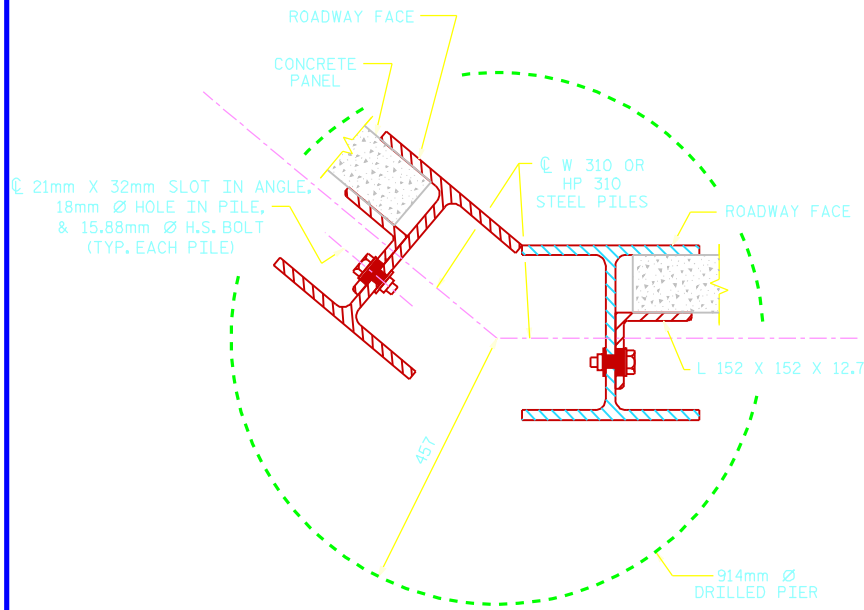 ROADWAY FACE
CONCRETE
PANEL
℄ W 310 OR
HP 310
STEEL PILES
℄ 21mm X 32mm SLOT IN ANGLE,
18mm Ø HOLE IN PILE,
& 15.88mm Ø H.S. BOLT
(TYP. EACH PILE)
ROADWAY FACE
L 152 X 152 X 12.7
457
914mm Ø
DRILLED PIER